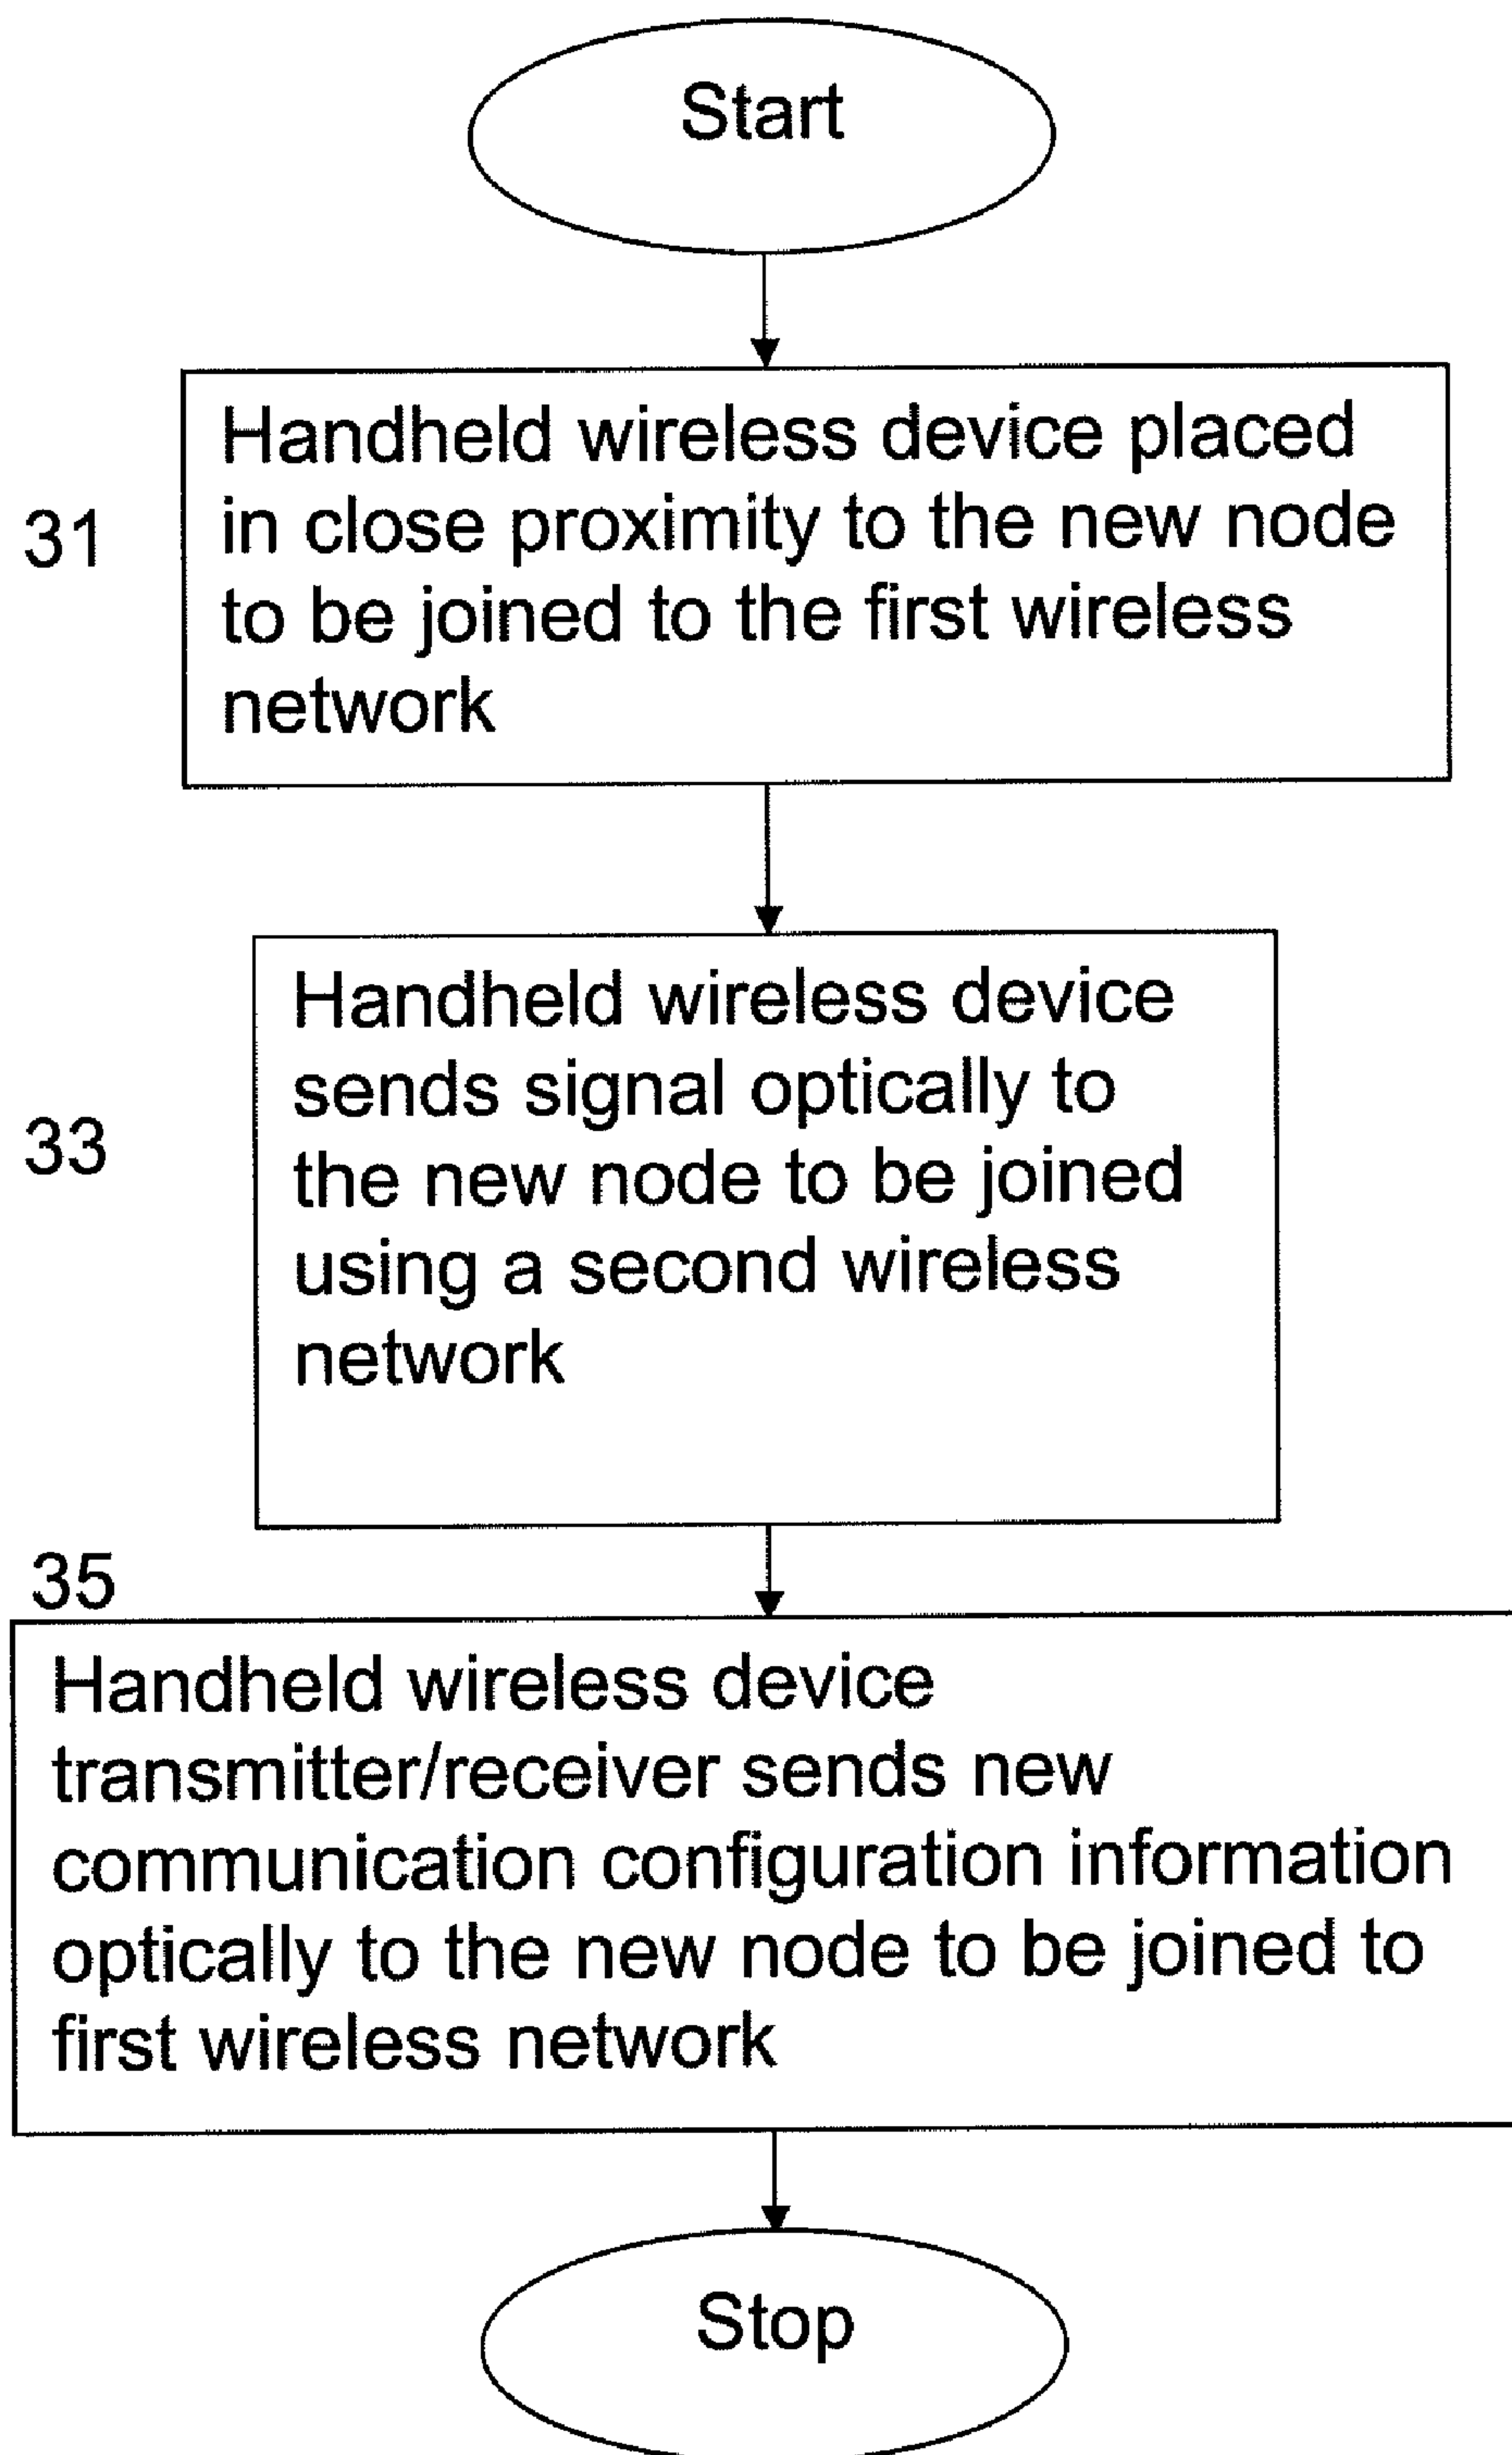 Start
31
Handheld wireless device placed
in close proximity to the new node
to be joined to the first wireless
network
33
Handheld wireless device
sends signal optically to
the new node to be joined
using a second wireless
network
35
Handheld wireless device
transmitter/receiver sends new
communication configuration information
optically to the new node to be joined to
first wireless network
Stop